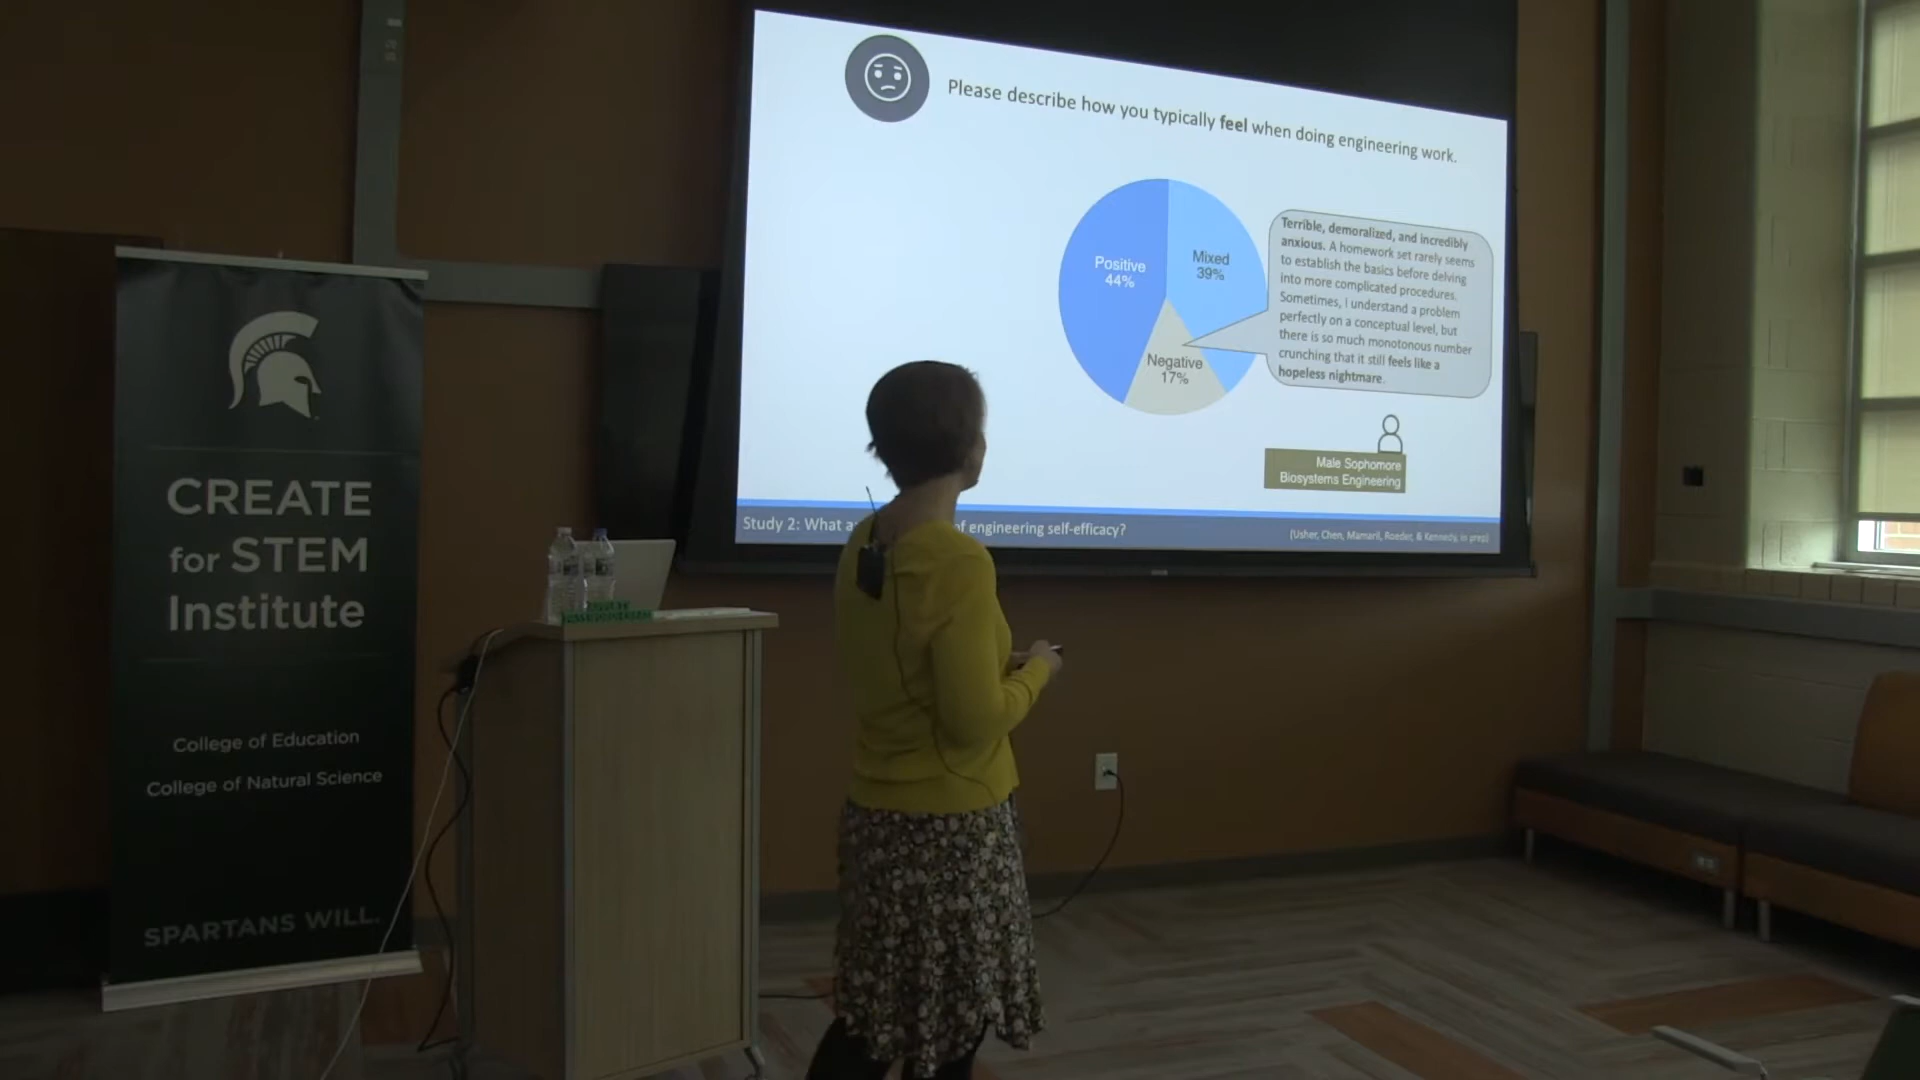 Please describe how you typically feel when doing engineering work.
Positive
44%
Mixed
39%
Negative
17%
Terrible, demoralized, and incredibly
anxious. A homework set rarely seems
to establish the basics before delving
into more complicated procedures.
Sometimes, I understand a problem
perfectly on a conceptual level, but
there is so much monotonous number
crunching that it still feels like a
hopeless nightmare.
Male Sophomore
Biosystems Engineering
Study 2: What a of engineering self-efficacy?
(Usher, Chen, Mamaril, Roeder, & Kennedy, in prep)
CREATE
for STEM
Institute
College of Education
College of Natural Science
SPARTANS WILL.